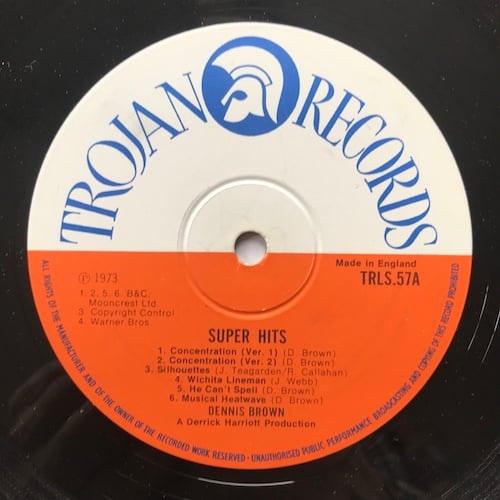 TROJAN RECORDS
Made in England
TRLS.57A
℗ 1973
1, 2, 5, 6. B&C/
Mooncrest Ltd.
3 Copyright Control
4 Warner Bros.
SUPER HITS
1. Concentration (Ver. 1) (D. Brown)
2. Concentration (Ver. 2) (D. Brown)
3. Silhouettes (J. Teagarden/R. Callahan)
4. Wichita Lineman (J. Webb)
5. He Can't Spell (D. Brown)
6. Musical Heatwave (D. Brown)
DENNIS BROWN
A Derrick Harriott Production
ALL RIGHTS OF THE MANUFACTURER AND OF THE OWNER OF THE RECORDED WORK RESERVED - UNAUTHORISED PUBLIC PERFORMANCE BROADCASTING AND COPYING OF THIS RECORD PROHIBITED